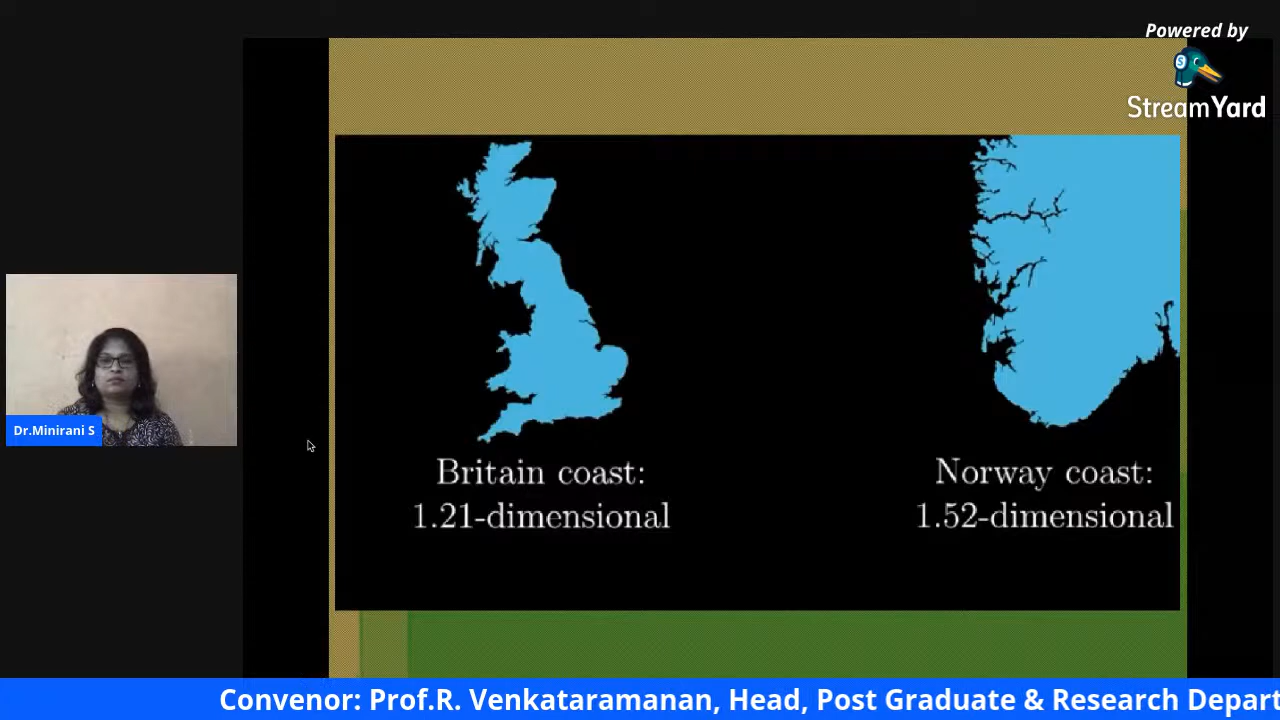 Powered by
StreamYard
Britain coast:
1.21-dimensional
Norway coast:
1.52-dimensional
Dr.Minirani S
Convenor: Prof.R. Venkataramanan, Head, Post Graduate & Research Depart